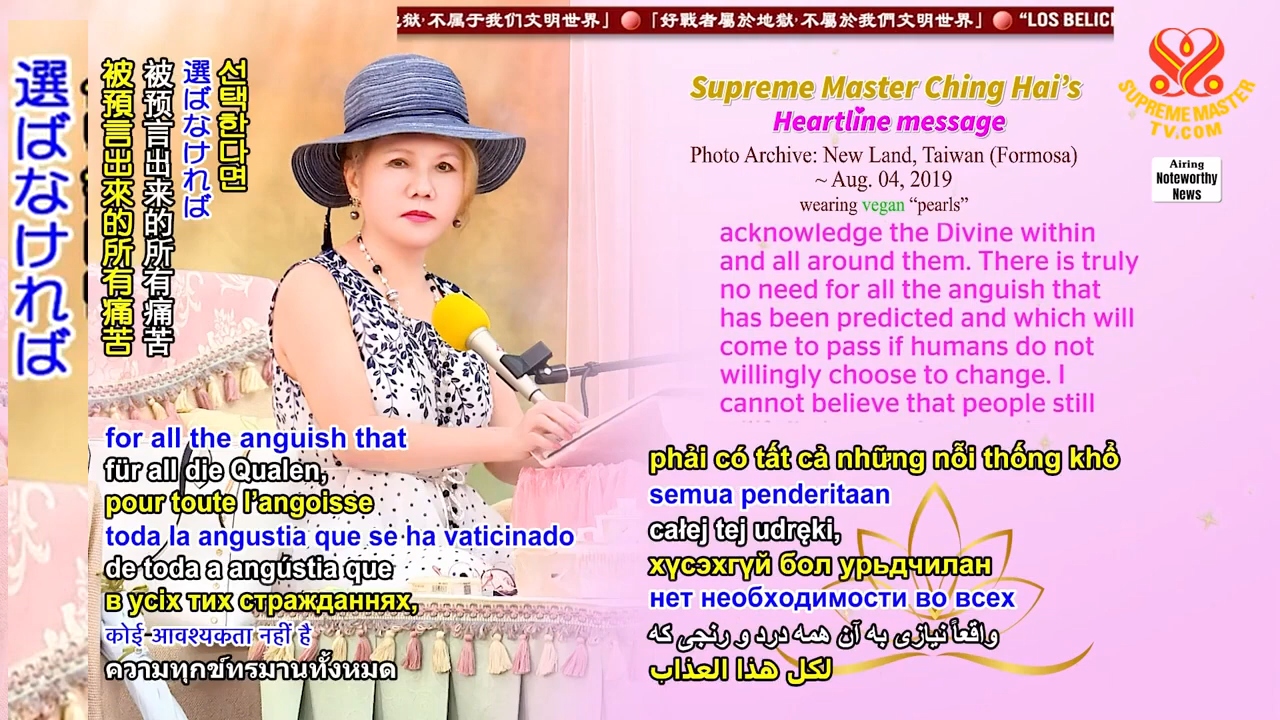 狱，不属于我们文明世界」 「好戰者屬於地獄，不屬於我們文明世界」 “LOS BELIC
選ばなければ
선택한다면
選ばなければ
被预言出来的所有痛苦
被預言出來的所有痛苦
Supreme Master Ching Hai’s
Heartline message
Photo Archive: New Land, Taiwan (Formosa)
~ Aug. 04, 2019
wearing vegan “pearls”
SUPREME MASTER
TV.COM
Airing
Noteworthy
News
acknowledge the Divine within
and all around them. There is truly
no need for all the anguish that
has been predicted and which will
come to pass if humans do not
willingly choose to change. I
cannot believe that people still
for all the anguish that
für all die Qualen,
pour toute l’angoisse
toda la angustia que se ha vaticinado
de toda a angústia que
в усіх тих стражданнях,
कोई आवश्यकता नहीं है
ความทุกข์ทรมานทั้งหมด
phải có tất cả những nỗi thống khổ
semua penderitaan
całej tej udręki,
хүсэхгүй бол урьдчилан
нет необходимости во всех
واقعاً نیازی به آن همه درد و رنجی که
لكل هذا العذاب